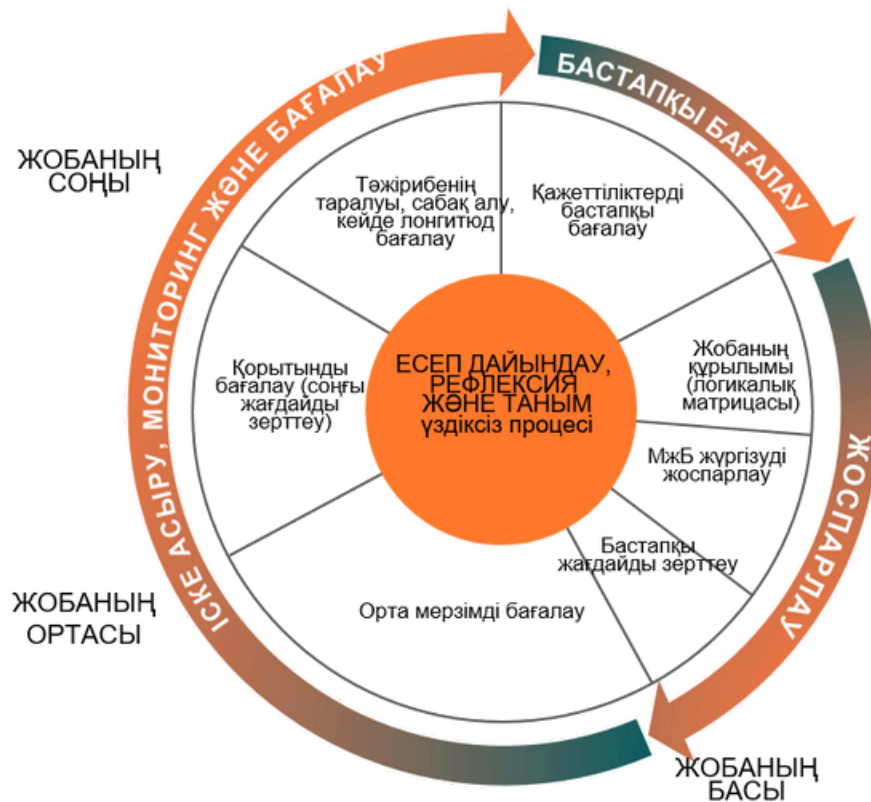 БАСТАПҚЫ БАҒАЛАУ
ЖОСПАРЛАУ
ІСКЕ АСЫРУ, МОНИТОРИНГ ЖӘНЕ БАҒАЛАУ
ЖОБАНЫҢ
СОҢЫ
Тәжірибенің
таралуы, сабақ алу,
кейде лонгитюд
бағалау
Қажеттіліктерді
бастапқы
бағалау
Қорытынды
бағалау (соңғы
жағдайды
зерттеу)
ЕСЕП ДАЙЫНДАУ,
РЕФЛЕКСИЯ
ЖӘНЕ ТАНЫМ
үздіксіз процесі
Жобаның
құрылымы
(логикалық
матрицасы)
МжБ жүргізуді
жоспарлау
Бастапқы
жағдайды зерттеу
Орта мерзімді бағалау
ЖОБАНЫҢ
ОРТАСЫ
ЖОБАНЫҢ
БАСЫ